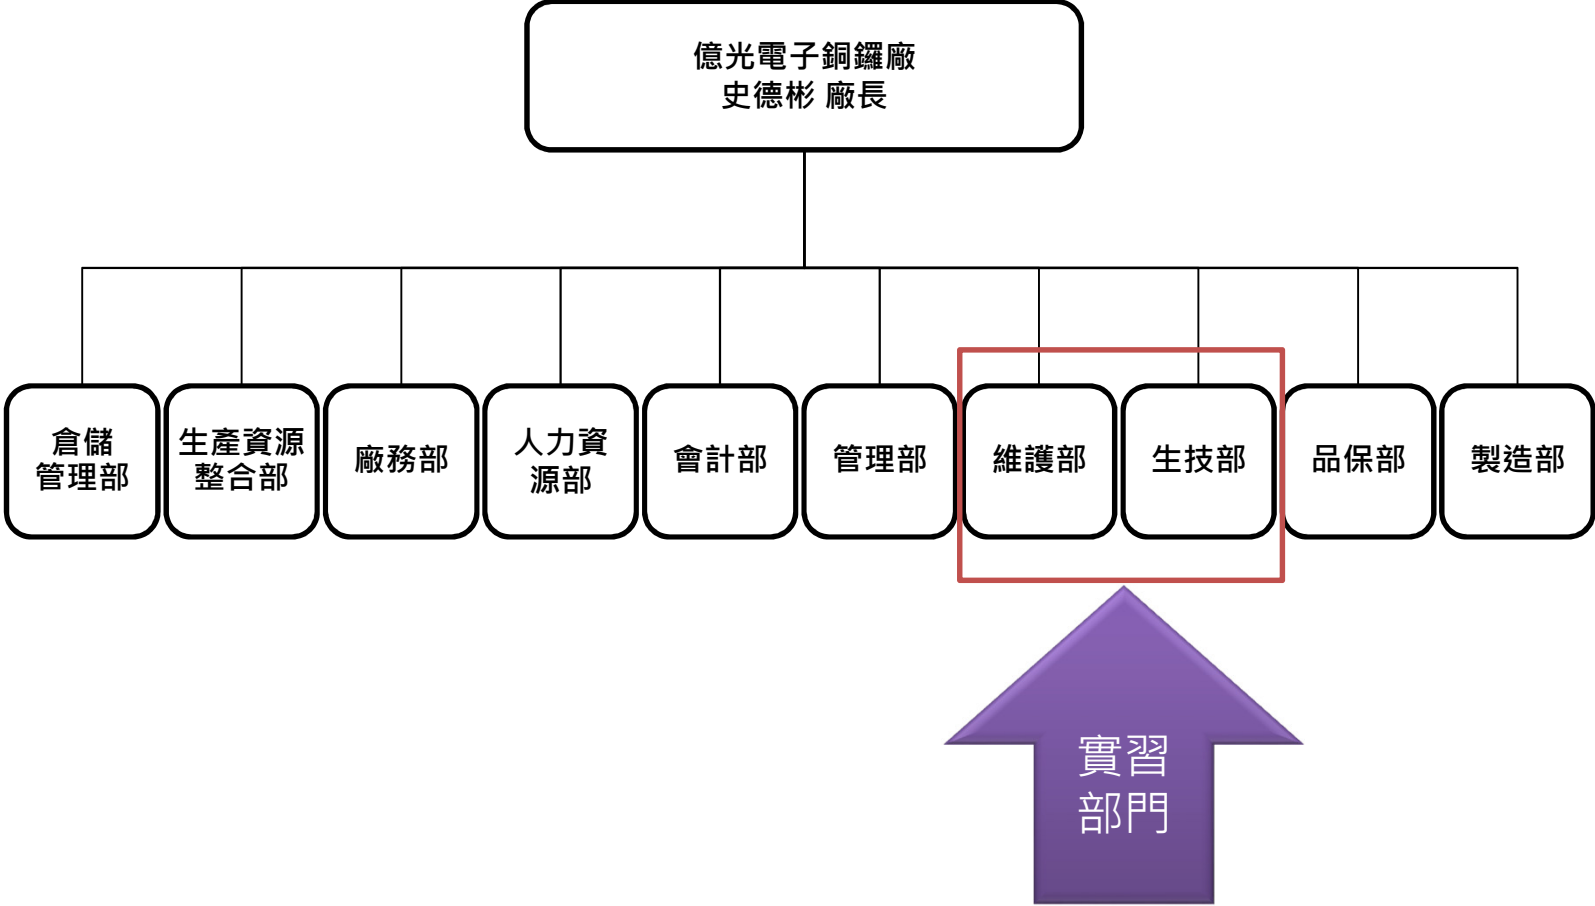 億光電子銅鑼廠
史德彬 廠長
倉儲
管理部
生產資源
整合部
廠務部
人力資
源部
會計部
管理部
維護部
生技部
品保部
製造部
實習
部門